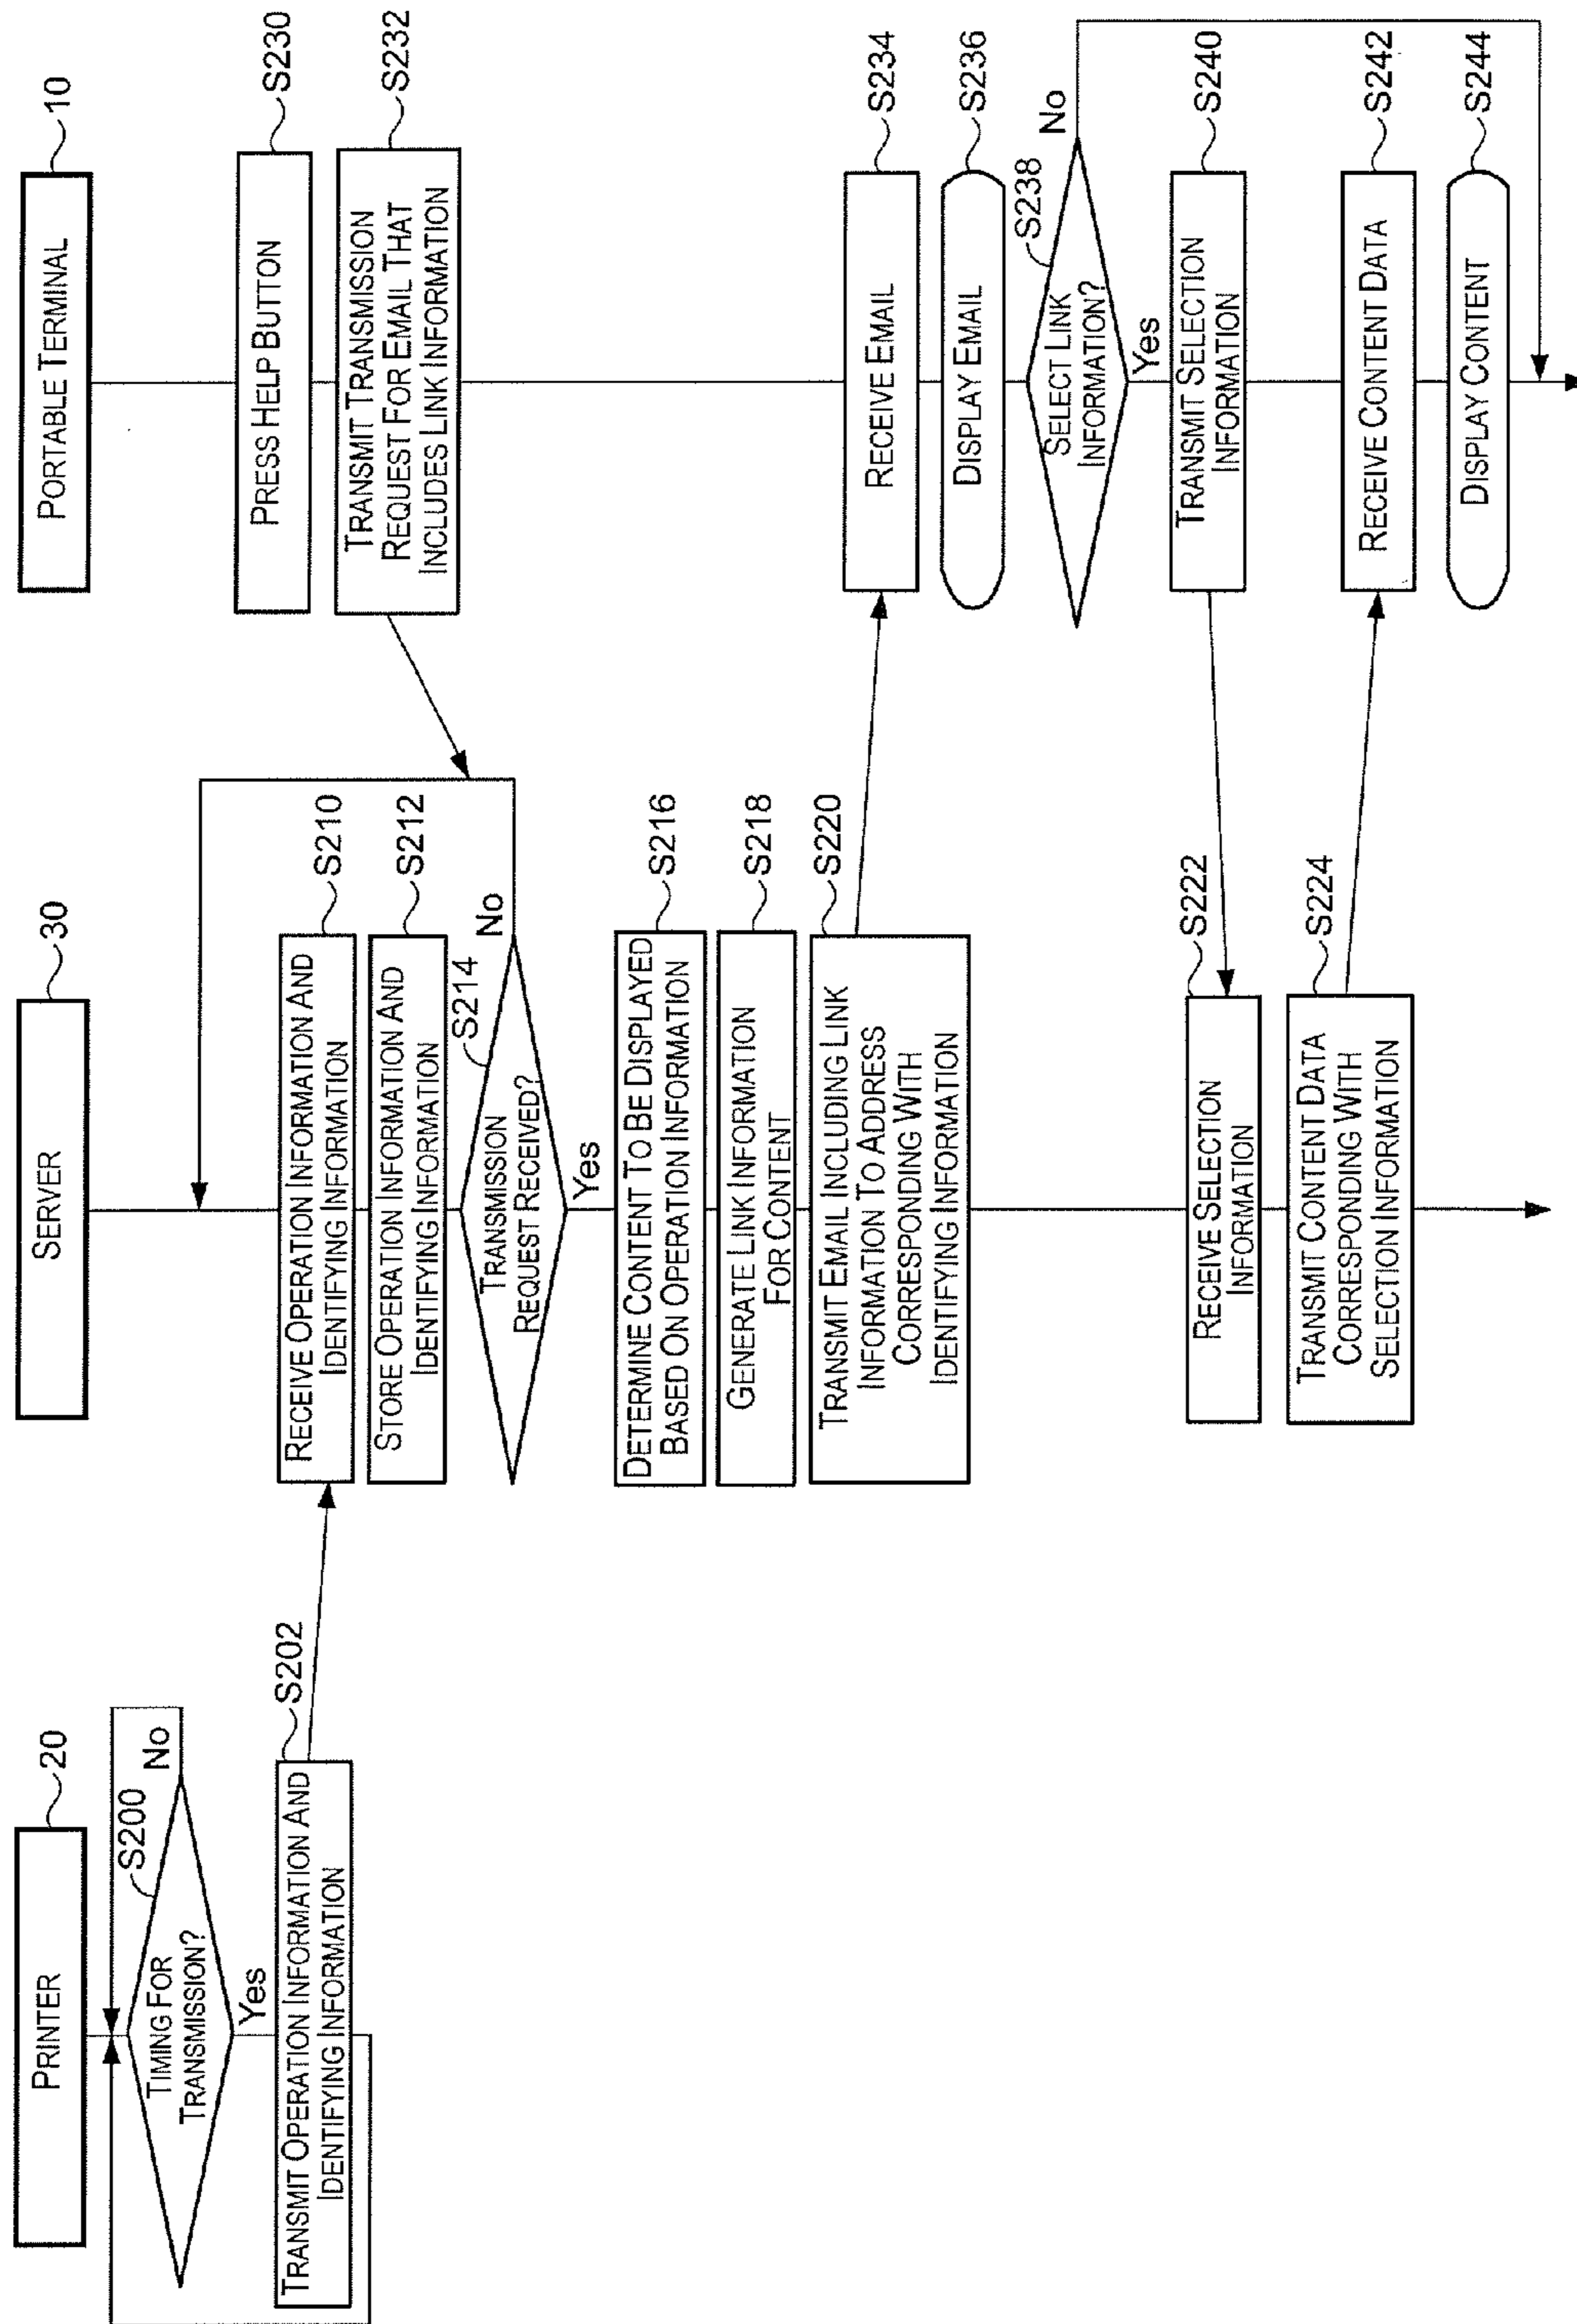 PRINTER
20
TIMING FOR
TRANSMISSION?
S200
No
Yes
TRANSMIT OPERATION INFORMATION AND
IDENTIFYING INFORMATION
S202
SERVER
30
RECEIVE OPERATION INFORMATION AND
IDENTIFYING INFORMATION
S210
STORE OPERATION INFORMATION AND
IDENTIFYING INFORMATION
S212
TRANSMISSION
REQUEST RECEIVED?
S214
No
Yes
DETERMINE CONTENT TO BE DISPLAYED
BASED ON OPERATION INFORMATION
S216
GENERATE LINK INFORMATION
FOR CONTENT
S218
TRANSMIT EMAIL INCLUDING LINK
INFORMATION TO ADDRESS
CORRESPONDING WITH
IDENTIFYING INFORMATION
S220
RECEIVE SELECTION
INFORMATION
S222
TRANSMIT CONTENT DATA
CORRESPONDING WITH
SELECTION INFORMATION
S224
PORTABLE TERMINAL
10
PRESS HELP BUTTON
S230
TRANSMIT TRANSMISSION
REQUEST FOR EMAIL THAT
INCLUDES LINK INFORMATION
S232
RECEIVE EMAIL
S234
DISPLAY EMAIL
S236
SELECT LINK
INFORMATION?
S238
No
Yes
TRANSMIT SELECTION
INFORMATION
S240
RECEIVE CONTENT DATA
S242
DISPLAY CONTENT
S244